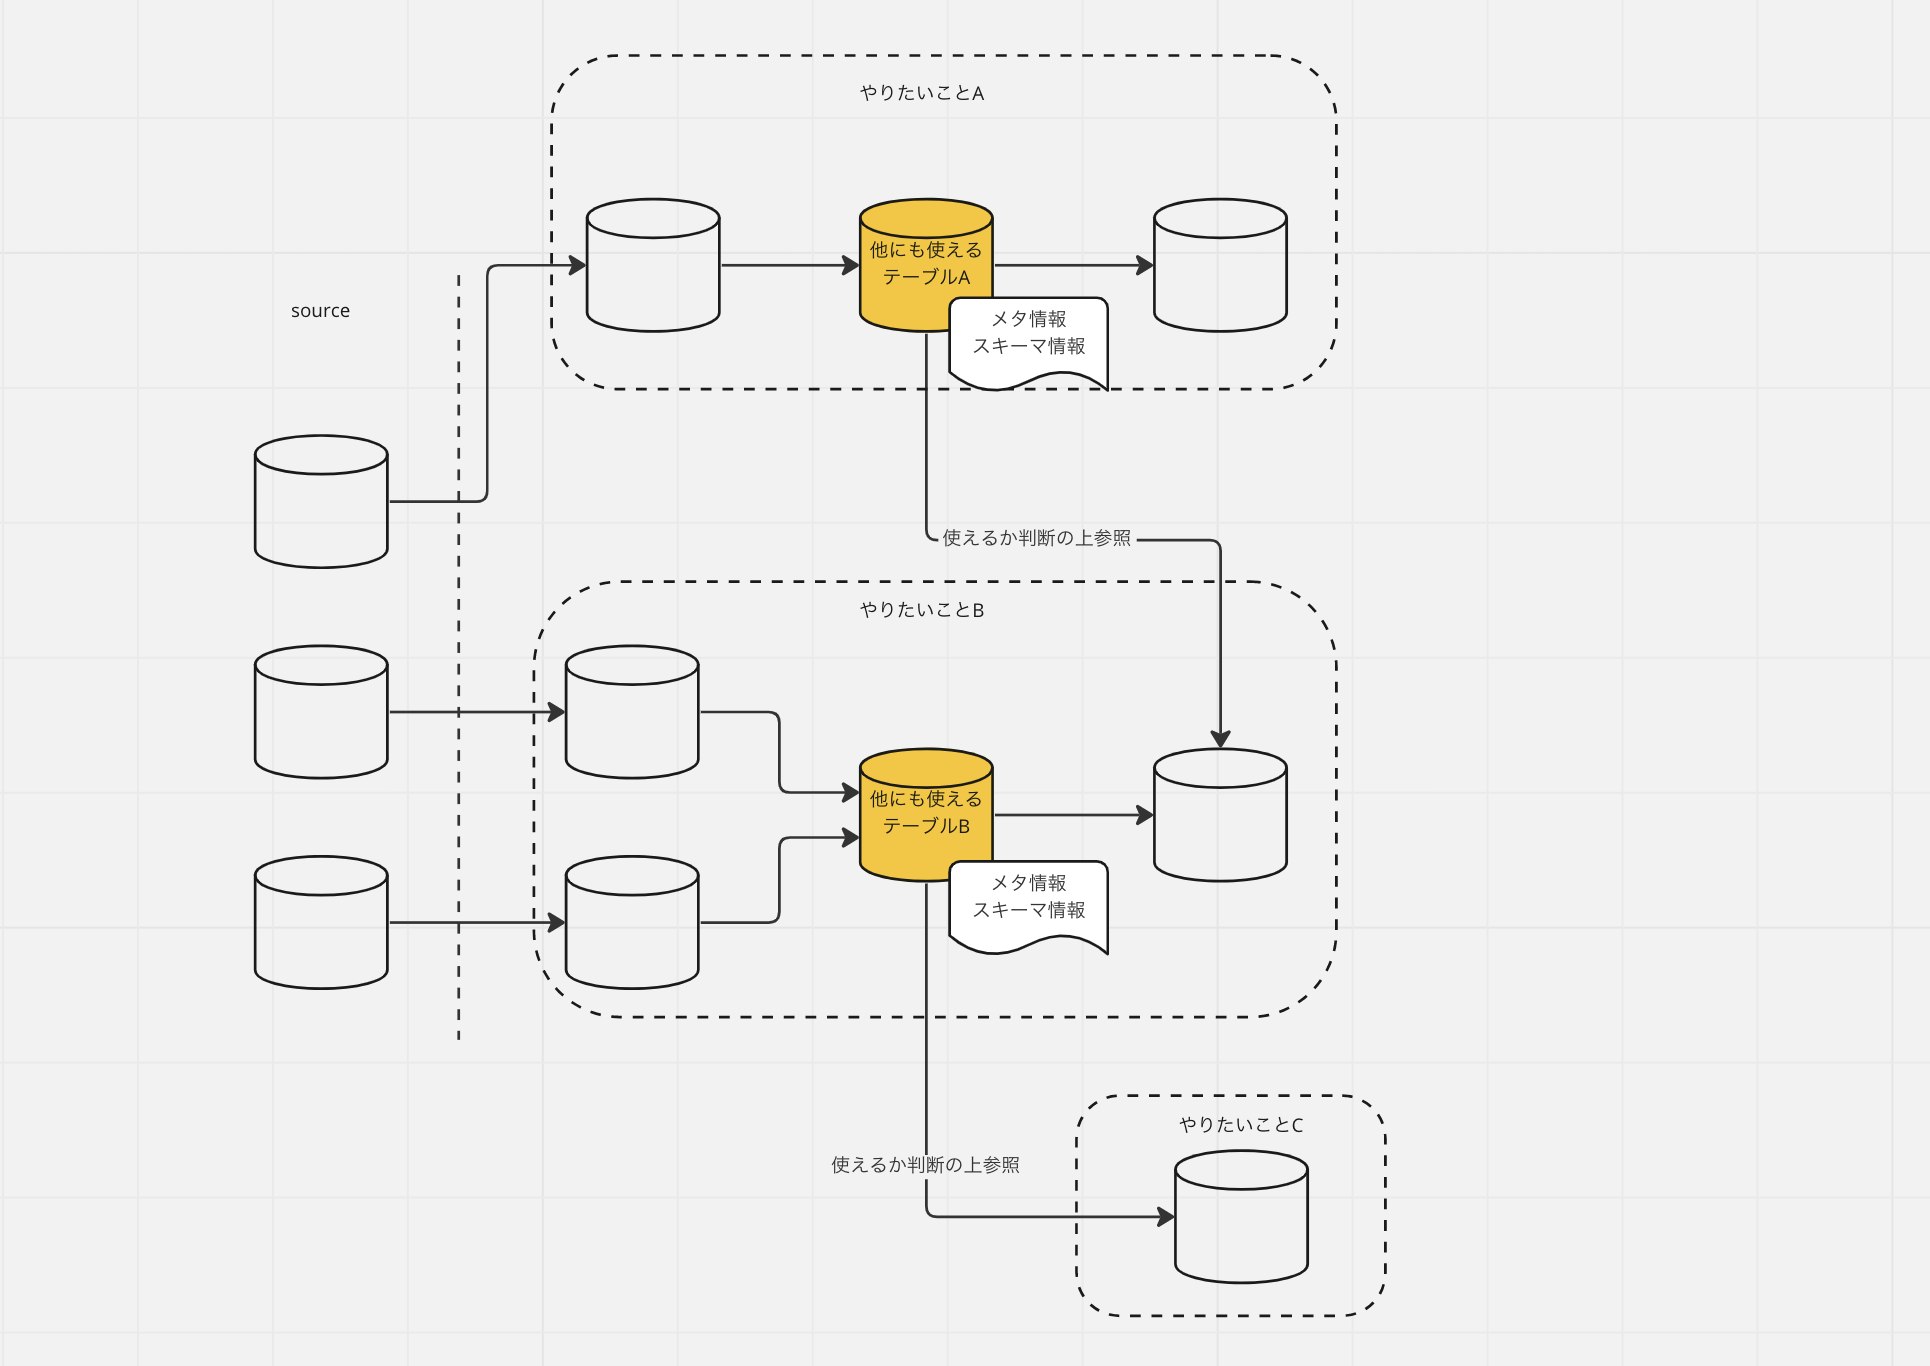 やりたいことA
他にも使える
テーブルA
メタ情報
スキーマ情報
source
使えるか判断の上参照
やりたいことB
他にも使える
テーブルB
メタ情報
スキーマ情報
やりたいことC
使えるか判断の上参照